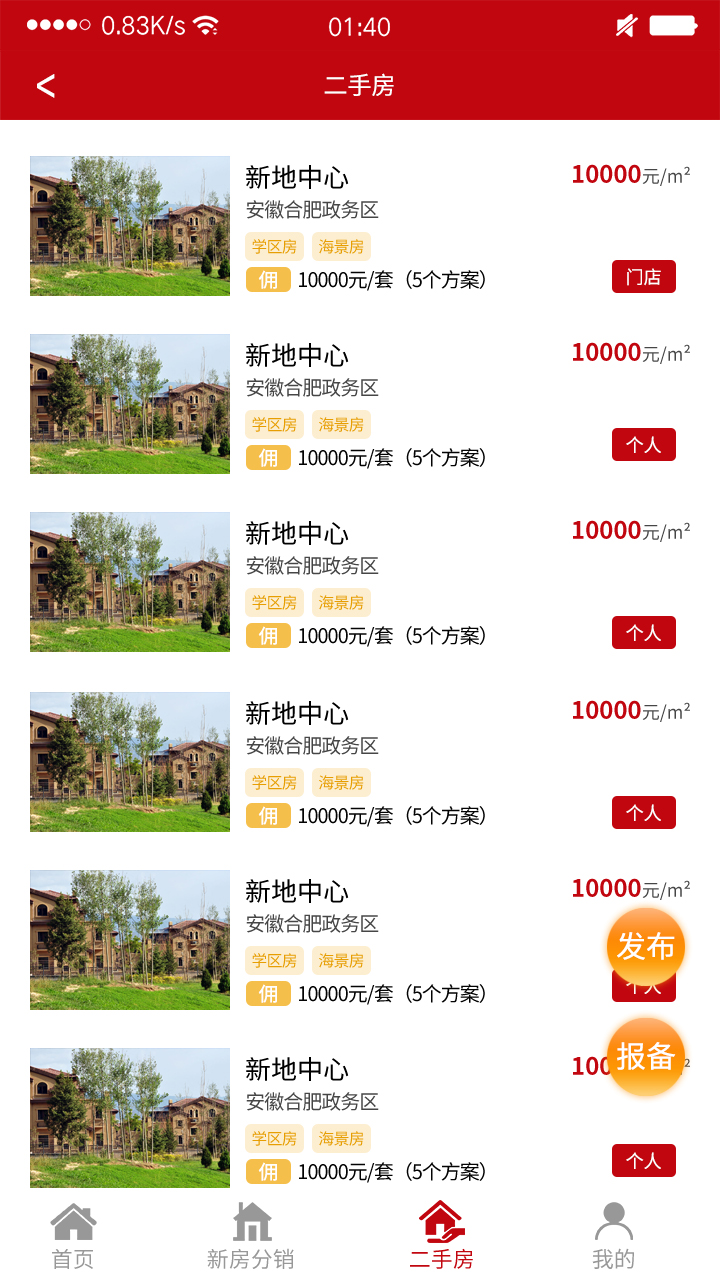 0.83K/s 01:40
< 二手房
新地中心 10000元/m²
安徽合肥政务区
学区房 海景房
佣 10000元/套（5个方案） 门店
新地中心 10000元/m²
安徽合肥政务区
学区房 海景房
佣 10000元/套（5个方案） 个人
新地中心 10000元/m²
安徽合肥政务区
学区房 海景房
佣 10000元/套（5个方案） 个人
新地中心 10000元/m²
安徽合肥政务区
学区房 海景房
佣 10000元/套（5个方案） 个人
新地中心 10000元/m²
安徽合肥政务区
发布
学区房 海景房
佣 10000元/套（5个方案） 个人
报备
新地中心 100
安徽合肥政务区
学区房 海景房
佣 10000元/套（5个方案） 个人
首页 新房分销 二手房 我的